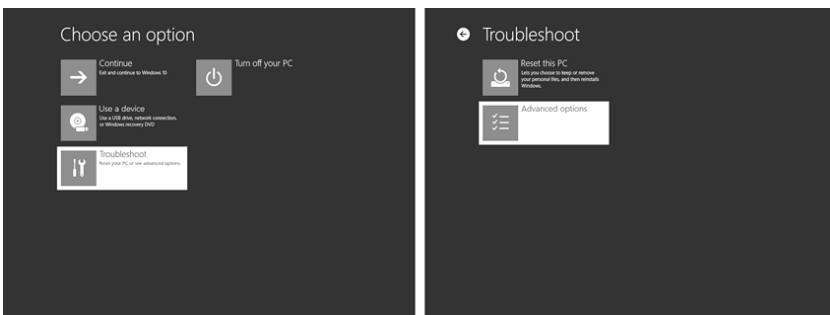 Choose an option
Continue
Exit and continue to Windows 10
Turn off your PC
Use a device
Use a USB drive, network connection,
or Windows recovery DVD
Troubleshoot
Reset your PC or see advanced options
Troubleshoot
Reset this PC
Lets you choose to keep or remove
your personal files, and then reinstalls
Windows.
Advanced options